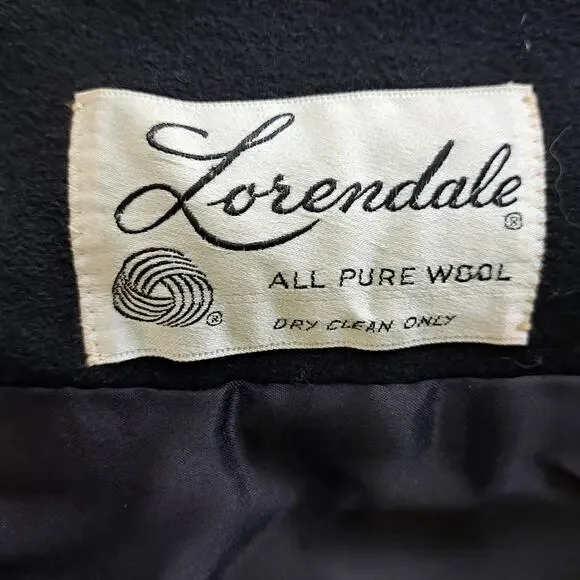 Lorendale ®
ALL PURE WOOL
®
DRY CLEAN ONLY